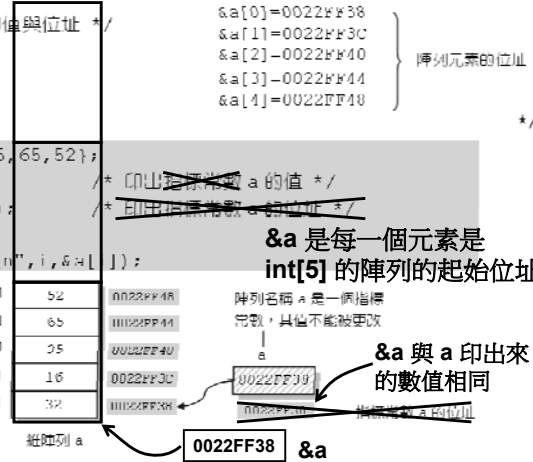 值與位址 */
&a[0]=0022FF38
&a[1]=0022FF3C
&a[2]=0022FF40
&a[3]=0022FF44
&a[4]=0022FF48
陣列元素的位址
*/
5,65,52};
/* 印出指標常數 a 的值 */
);
/* 印出指標常數 a 的位址 */
&a 是每一個元素是
int[5] 的陣列的起始位址
\n",i,&a[i]);
52 0022FF48
65 0022FF44
35 0022FF40
16 0022FF3C
32 0022FF38
陣列名稱 a 是一個指標
常數，其值不能被更改
a
0022FF38
&a 與 a 印出來
的數值相同
指標常數 a 的位址
陣列 a
0022FF38 &a